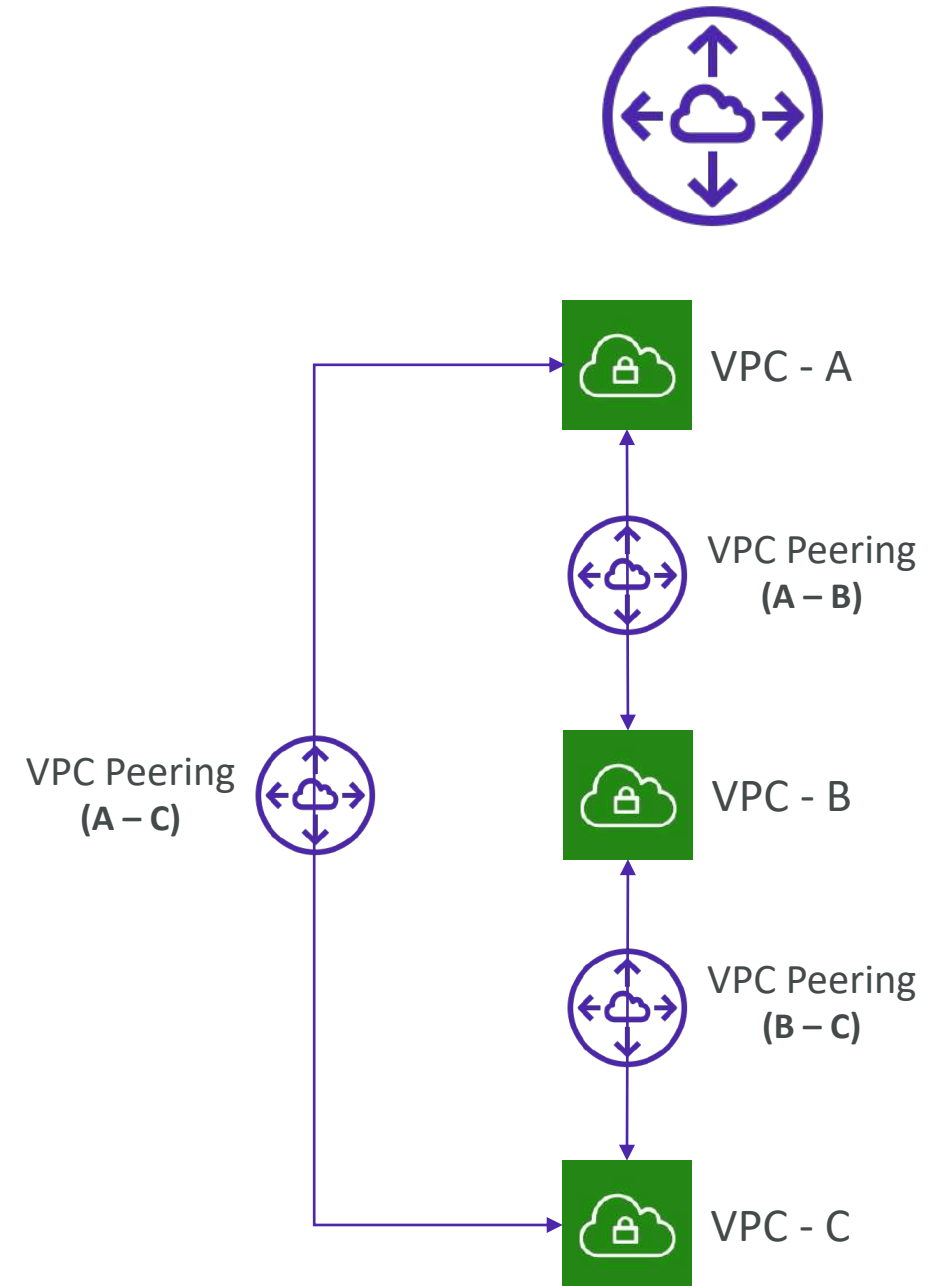 VPC - A
VPC Peering
(A – B)
VPC Peering
(A – C)
VPC - B
VPC Peering
(B – C)
VPC - C